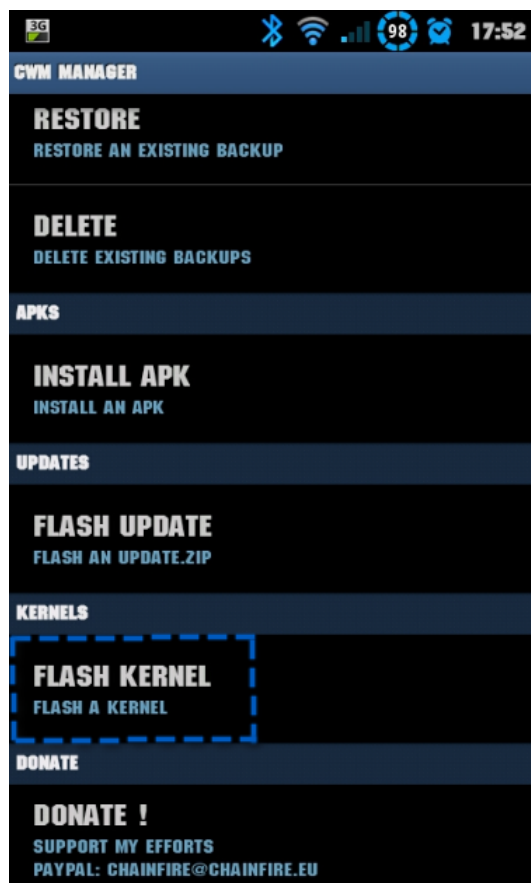 3G
98
17:52
CWM MANAGER
RESTORE
RESTORE AN EXISTING BACKUP
DELETE
DELETE EXISTING BACKUPS
APKS
INSTALL APK
INSTALL AN APK
UPDATES
FLASH UPDATE
FLASH AN UPDATE.ZIP
KERNELS
FLASH KERNEL
FLASH A KERNEL
DONATE
DONATE !
SUPPORT MY EFFORTS
PAYPAL: CHAINFIRE@CHAINFIRE.EU